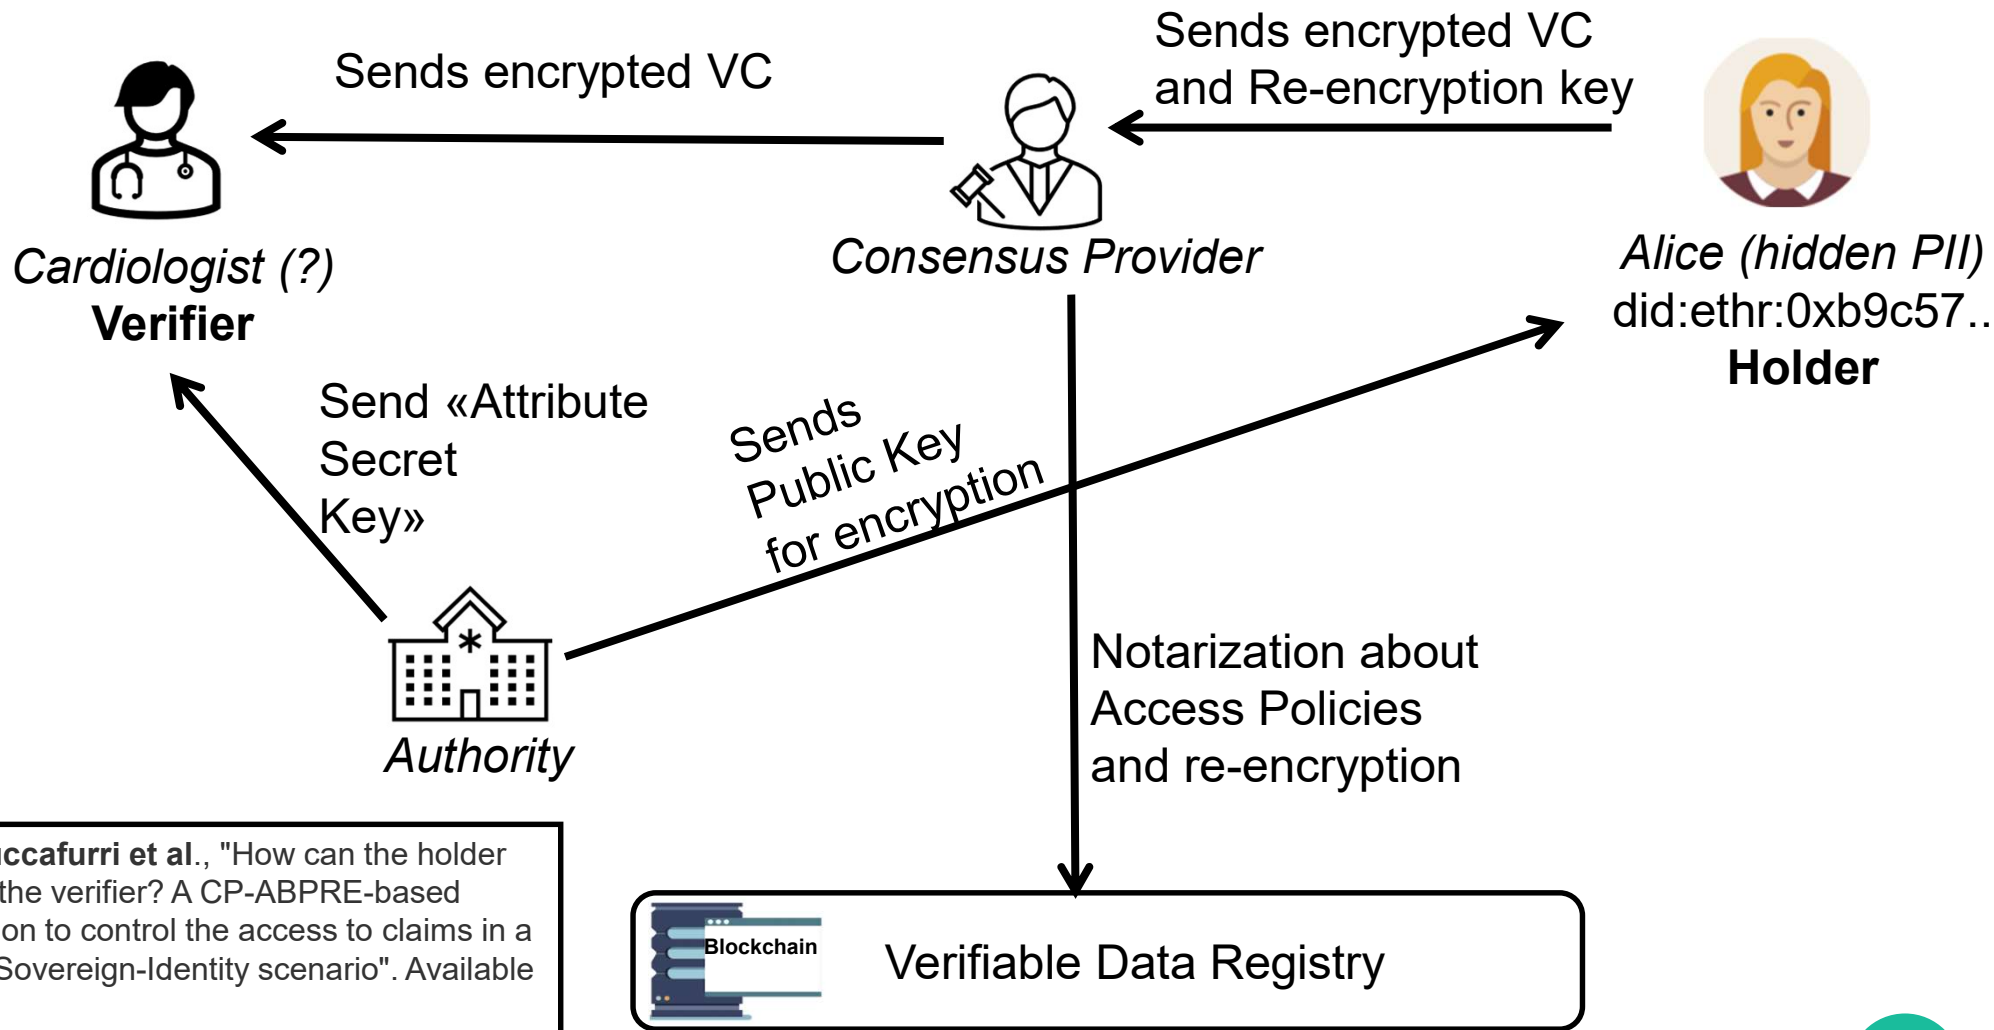 Sends encrypted VC
Sends encrypted VC
and Re-encryption key
Cardiologist (?)
Verifier
Consensus Provider
Alice (hidden PII)
did:ethr:0xb9c57..
Holder
Send «Attribute
Secret
Key»
Sends
Public Key
for encryption
Authority
Notarization about
Access Policies
and re-encryption
ccafurri et al., "How can the holder
the verifier? A CP-ABPRE-based
on to control the access to claims in a
Sovereign-Identity scenario". Available
Blockchain
Verifiable Data Registry